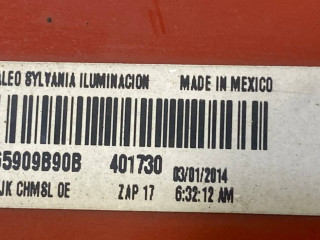 ALEO SYLVANIA ILUMINACION MADE IN MEXICO
65909B90B 401730 03/01/2014
JK CHMSL OE ZAP 17 6:32:12 AM